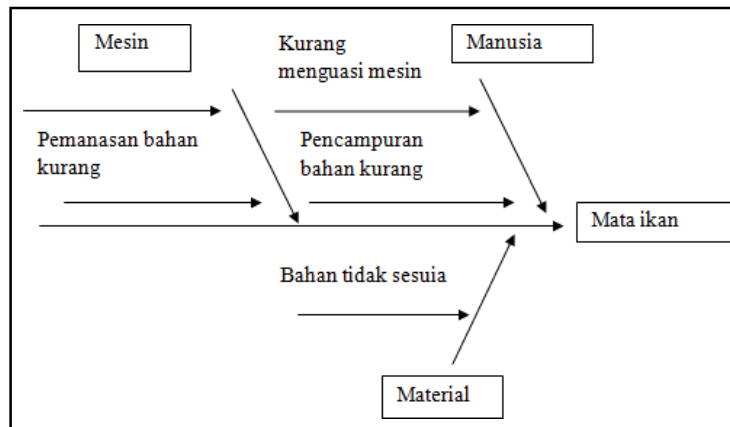 Mesin
Kurang
menguasi mesin
Manusia
Pemanasan bahan
kurang
Pencampuran
bahan kurang
Mata ikan
Bahan tidak sesuia
Material